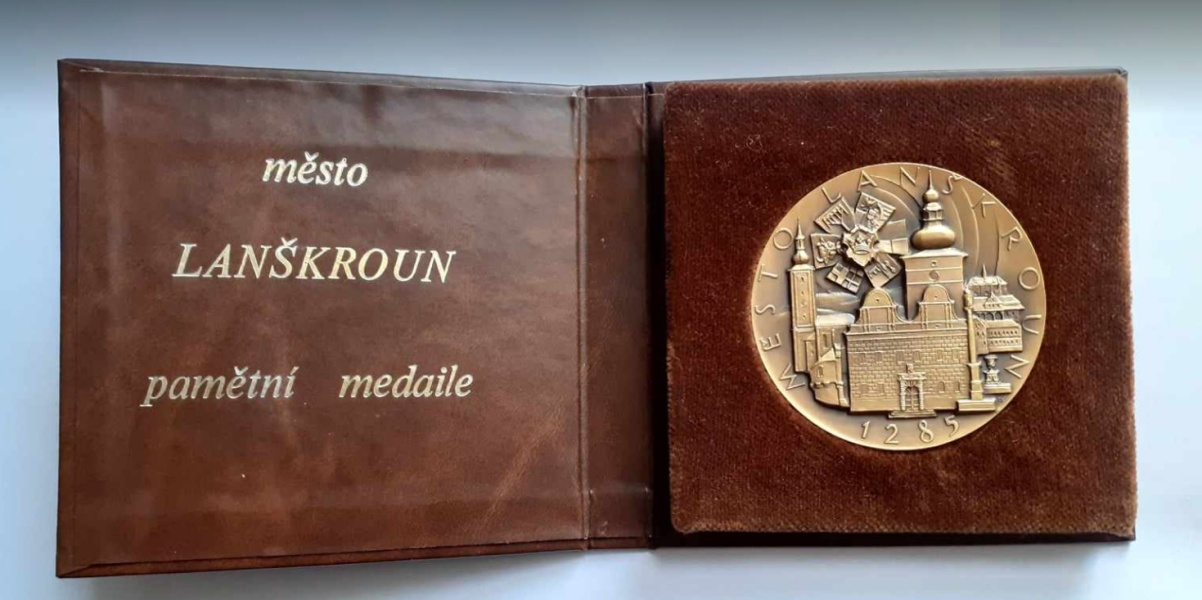 město
LANŠKROUN
pamětní medaile
MĚSTO LANŠKROUN
1285